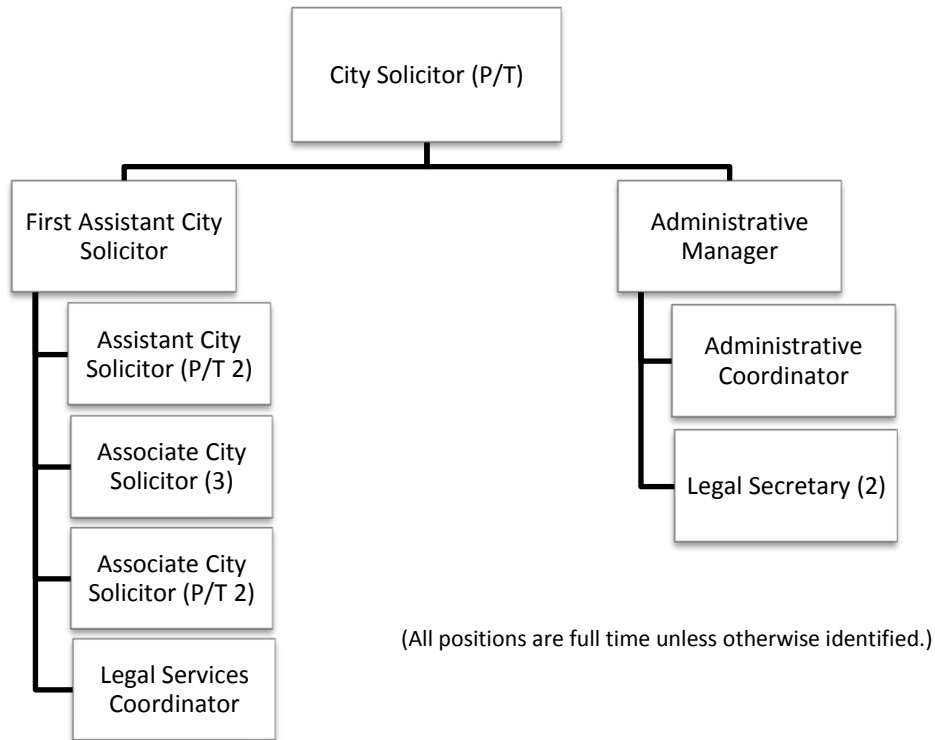 City Solicitor (P/T)
First Assistant City
Solicitor
Assistant City
Solicitor (P/T 2)
Associate City
Solicitor (3)
Associate City
Solicitor (P/T 2)
Legal Services
Coordinator
Administrative
Manager
Administrative
Coordinator
Legal Secretary (2)
(All positions are full time unless otherwise identified.)